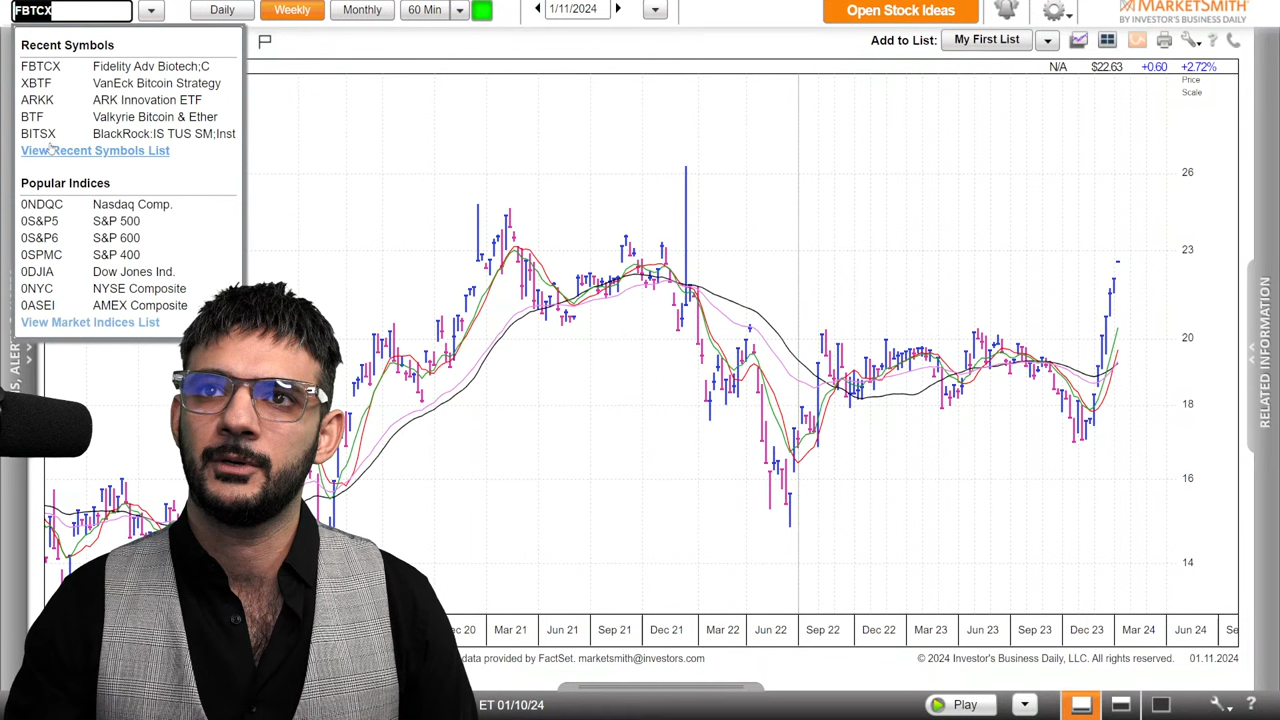 FBTCX
Daily
Weekly
Monthly
60 Min
1/11/2024
Open Stock Ideas
MARKETSMITH
BY INVESTOR'S BUSINESS DAILY
Add to List:
My First List
N/A
$22.63
+0.60
+2.72%
Price
Scale
Recent Symbols
FBTCX Fidelity Adv Biotech;C
XBTF VanEck Bitcoin Strategy
ARKK ARK Innovation ETF
BTF Valkyrie Bitcoin & Ether
BITSX BlackRock:IS TUS SM;Inst
View Recent Symbols List
Popular Indices
0NDQC Nasdaq Comp.
0S&P5 S&P 500
0S&P6 S&P 600
0SPMC S&P 400
0DJIA Dow Jones Ind.
0NYC NYSE Composite
0ASEI AMEX Composite
View Market Indices List
26
23
20
18
16
14
RELATED INFORMATION
20 Mar 21 Jun 21 Sep 21 Dec 21 Mar 22 Jun 22 Sep 22 Dec 22 Mar 23 Jun 23 Sep 23 Dec 23 Mar 24 Jun 24 Se
data provided by FactSet. marketsmith@investors.com
© 2024 Investor's Business Daily, LLC. All rights reserved.
01.11.2024
ET 01/10/24
Play